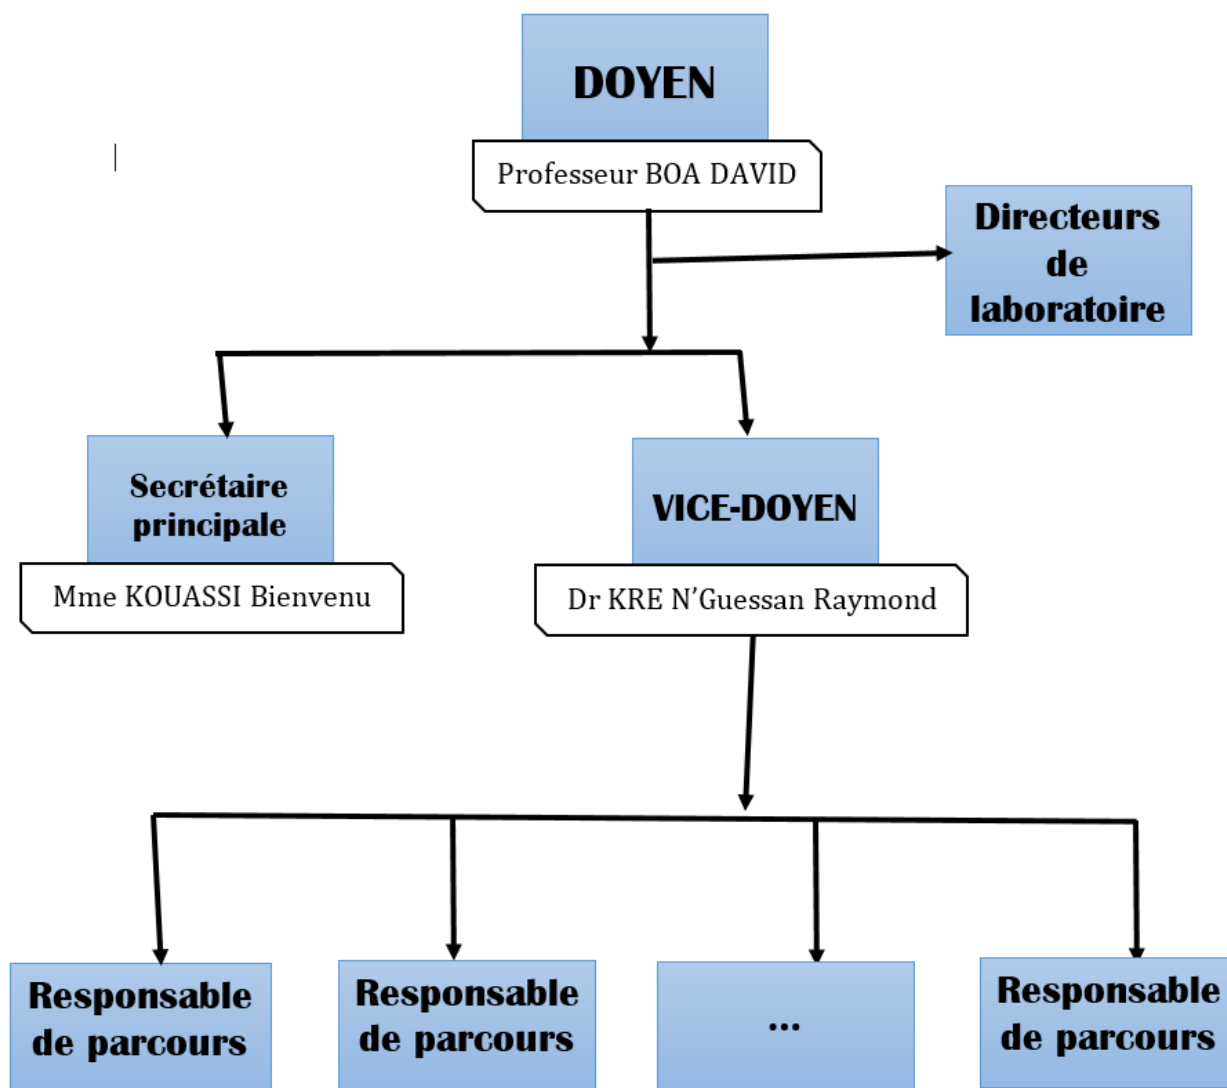 DOYEN
Professeur BOA DAVID
Directeurs
de
laboratoire
Secrétaire
principale
Mme KOUASSI Bienvenu
VICE-DOYEN
Dr KRE N’Guessan Raymond
Responsable
de parcours
Responsable
de parcours
...
Responsable
de parcours